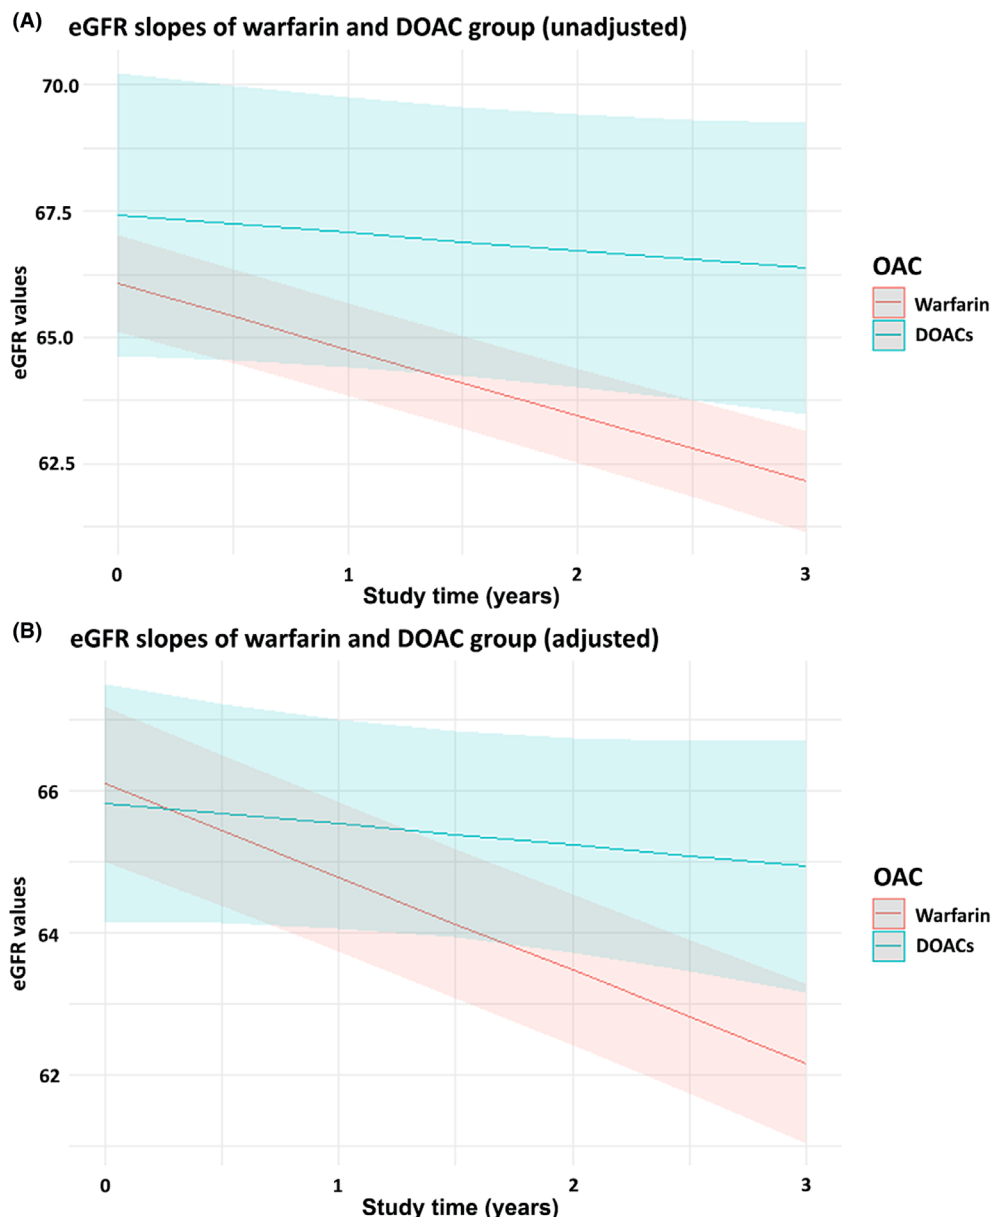 (A) eGFR slopes of warfarin and DOAC group (unadjusted)
70.0
67.5
65.0
62.5
eGFR values
0 1 2 3
Study time (years)
OAC
Warfarin
DOACs
(B) eGFR slopes of warfarin and DOAC group (adjusted)
66
64
62
eGFR values
0 1 2 3
Study time (years)
OAC
Warfarin
DOACs